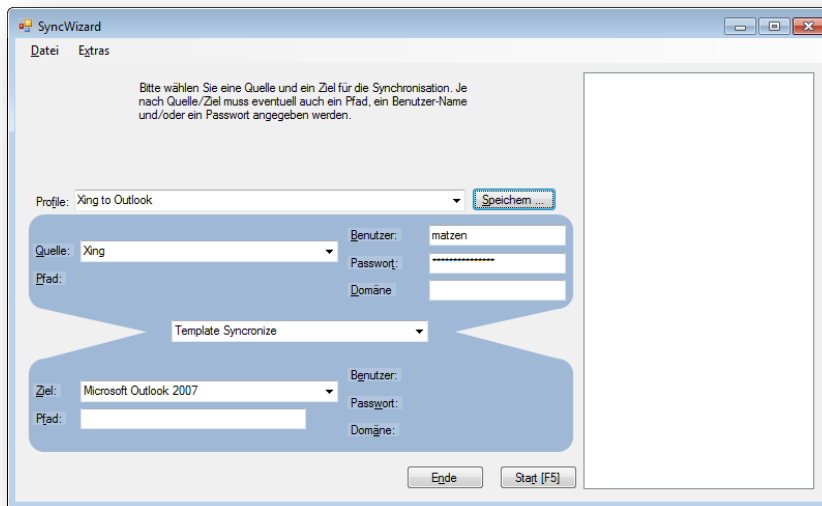 SyncWizard
Datei Extras
Bitte wählen Sie eine Quelle und ein Ziel für die Synchronisation. Je
nach Quelle/Ziel muss eventuell auch ein Pfad, ein Benutzer-Name
und/oder ein Passwort angegeben werden.
Profile: Xing to Outlook Speichern ...
Benutzer: matzen
Quelle: Xing
Passwort: ***************
Pfad:
Domäne
Template Syncronize
Benutzer:
Ziel: Microsoft Outlook 2007
Passwort:
Pfad:
Domäne:
Ende Start [F5]